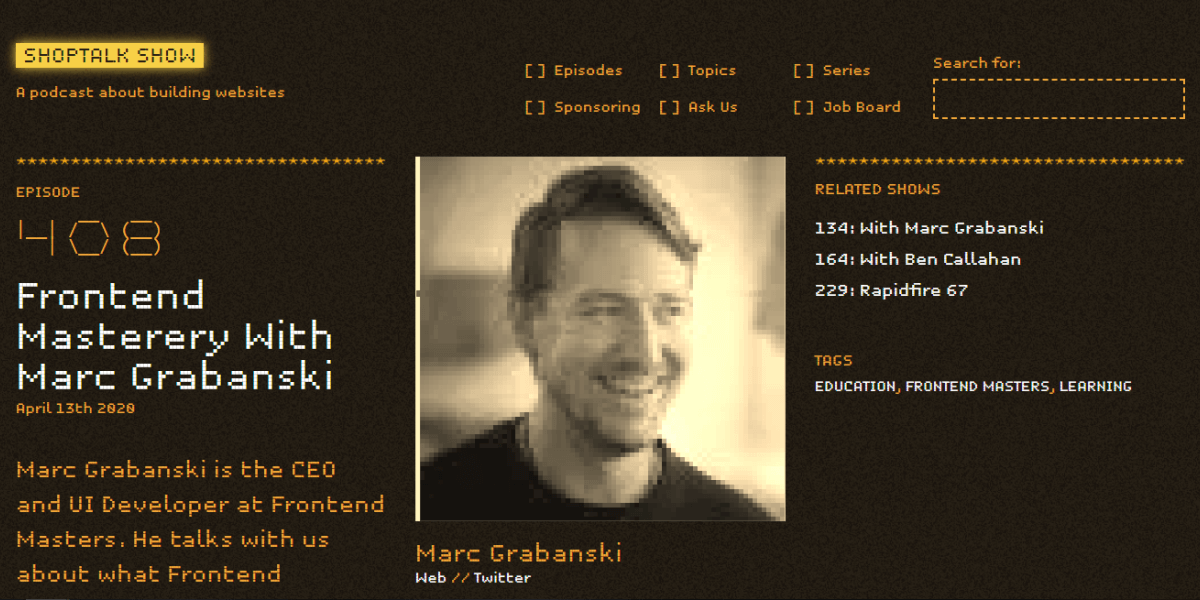 SHOPTALK SHOW
A podcast about building websites
[] Episodes
[] Topics
[] Series
[] Sponsoring
[] Ask Us
[] Job Board
Search for:
***********************************
EPISODE
408
Frontend
Masterery With
Marc Grabanski
April 13th 2020
Marc Grabanski is the CEO
and UI Developer at Frontend
Masters. He talks with us
about what Frontend
Marc Grabanski
Web // Twitter
***********************************
RELATED SHOWS
134: With Marc Grabanski
164: With Ben Callahan
229: Rapidfire 67
TAGS
EDUCATION, FRONTEND MASTERS, LEARNING